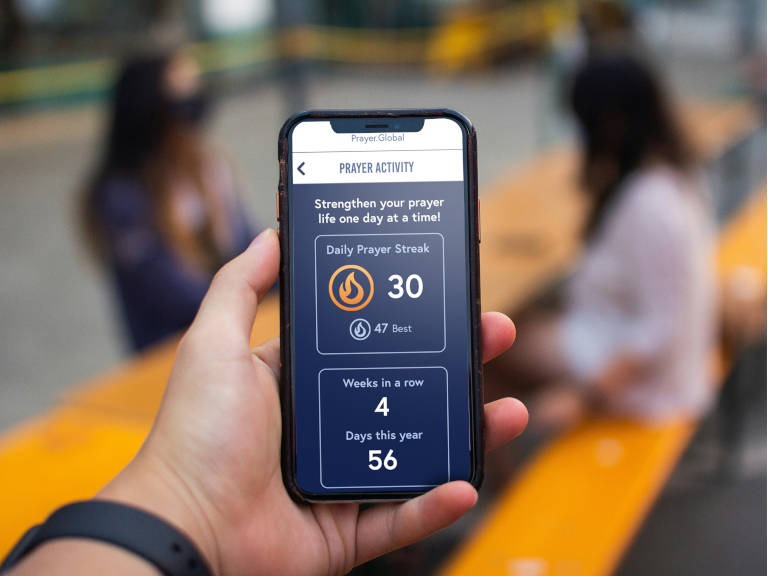 Prayer.Global
PRAYER ACTIVITY
Strengthen your prayer
life one day at a time!
Daily Prayer Streak
30
47 Best
Weeks in a row
4
Days this year
56